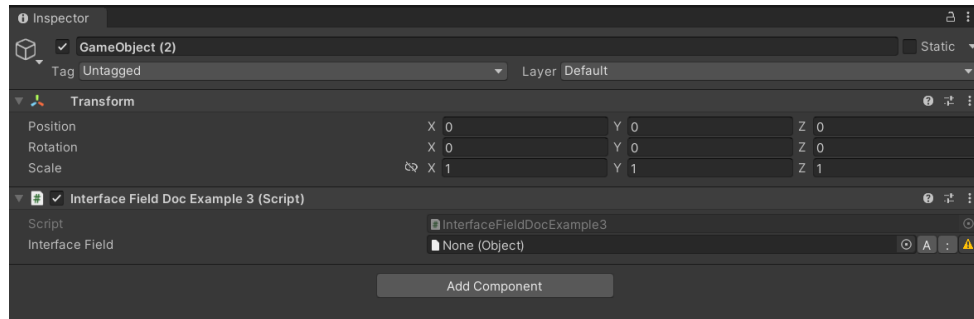 Inspector
GameObject (2) Static
Tag Untagged Layer Default
Transform
Position X 0 Y 0 Z 0
Rotation X 0 Y 0 Z 0
Scale X 1 Y 1 Z 1
# Interface Field Doc Example 3 (Script)
Script # InterfaceFieldDocExample3
Interface Field None (Object) A :
Add Component